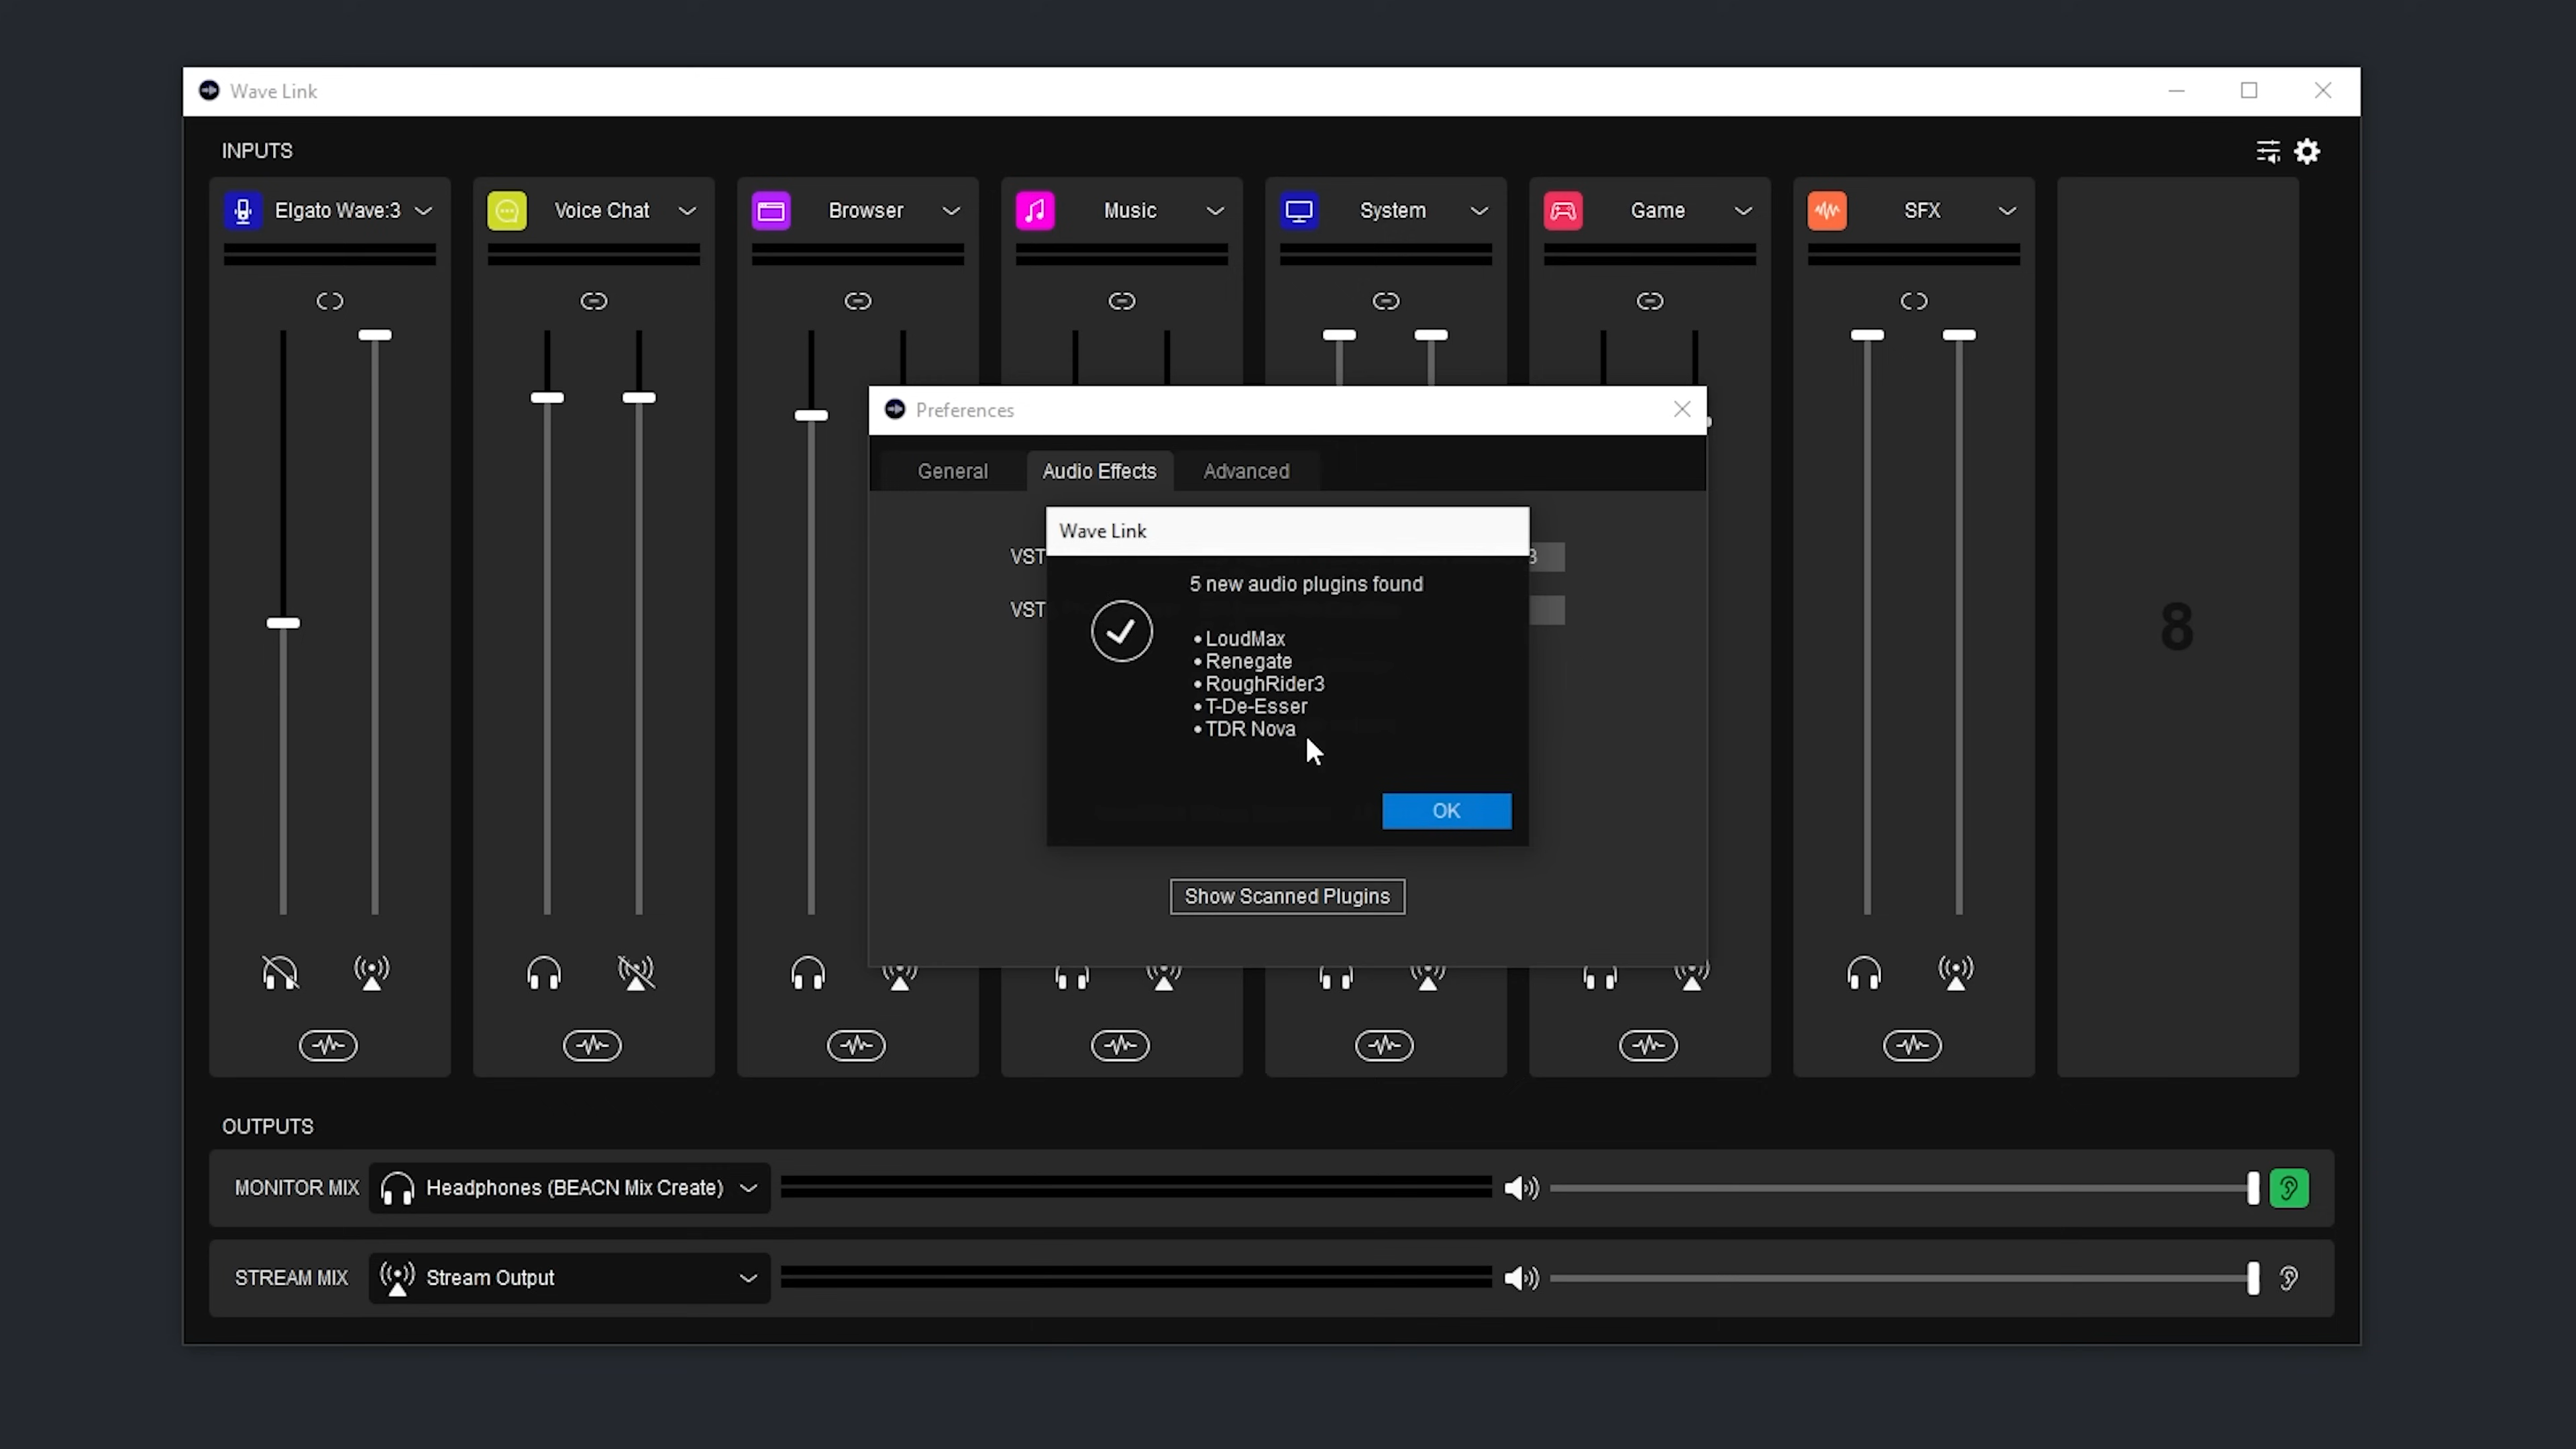 Wave Link
INPUTS
Elgato Wave:3
Voice Chat
Browser
Music
System
Game
SFX
Preferences
General
Audio Effects
Advanced
Wave Link
VST
3
5 new audio plugins found
VST
• LoudMax
• Renegate
• RoughRider3
• T-De-Esser
• TDR Nova
OK
Show Scanned Plugins
8
OUTPUTS
MONITOR MIX
Headphones (BEACN Mix Create)
STREAM MIX
Stream Output